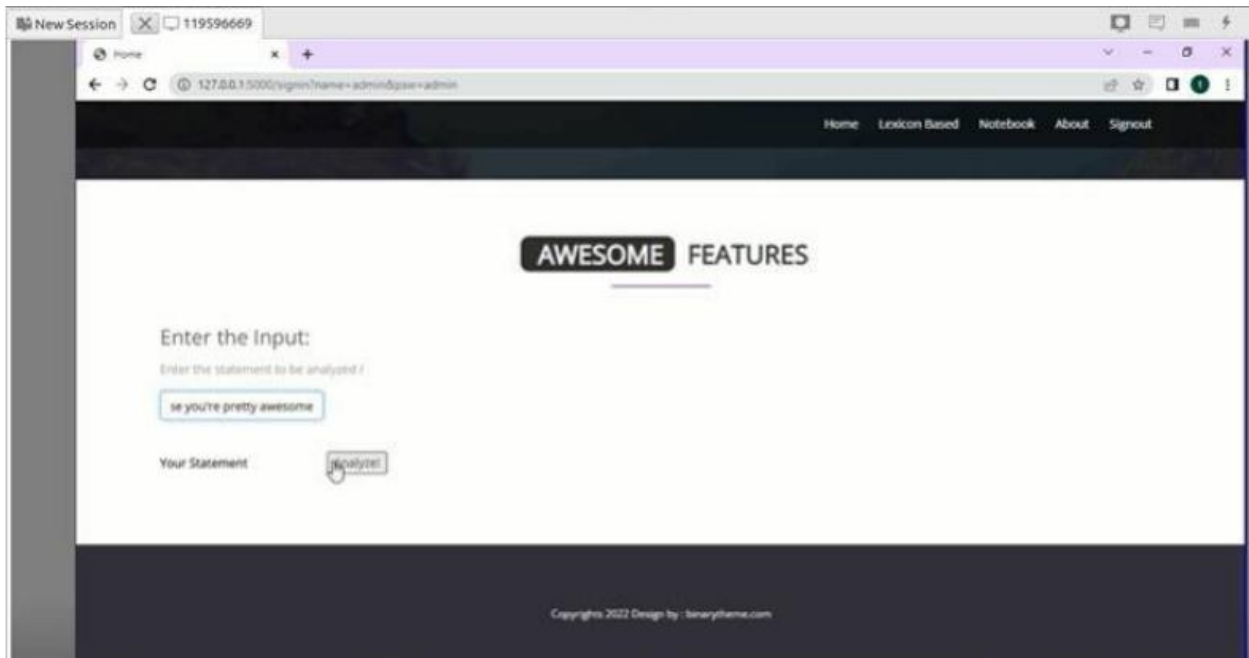 New Session 119596669
Home
127.0.0.1:5000/signin?name=admin&psw=admin
Home Lexicon Based Notebook About Signout
AWESOME FEATURES
Enter the Input:
Enter the statement to be analyzed /
se you're pretty awesome
Your Statement Analyze!
Copyrights 2022 Design by : binarytheme.com